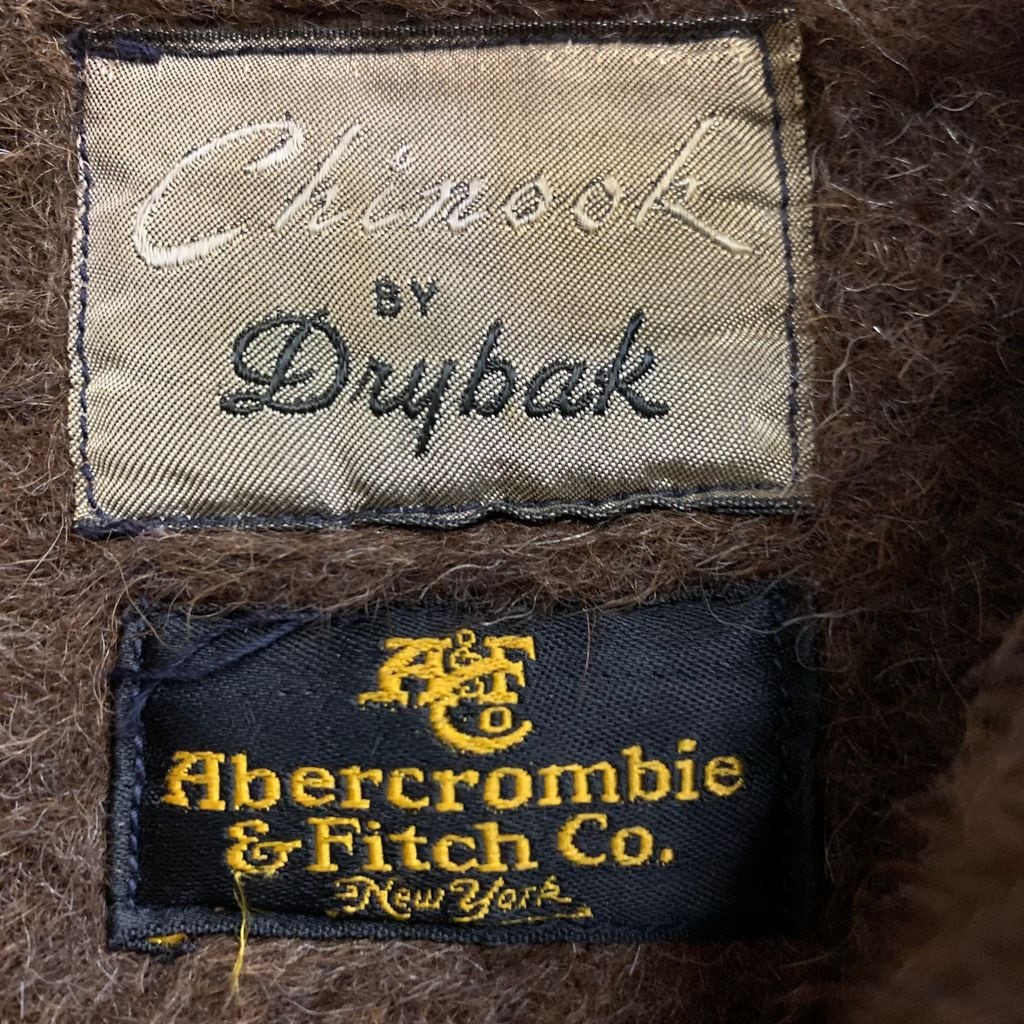 Chinook
BY
Drybak
A&F
Co
Abercrombie
& Fitch Co.
New York